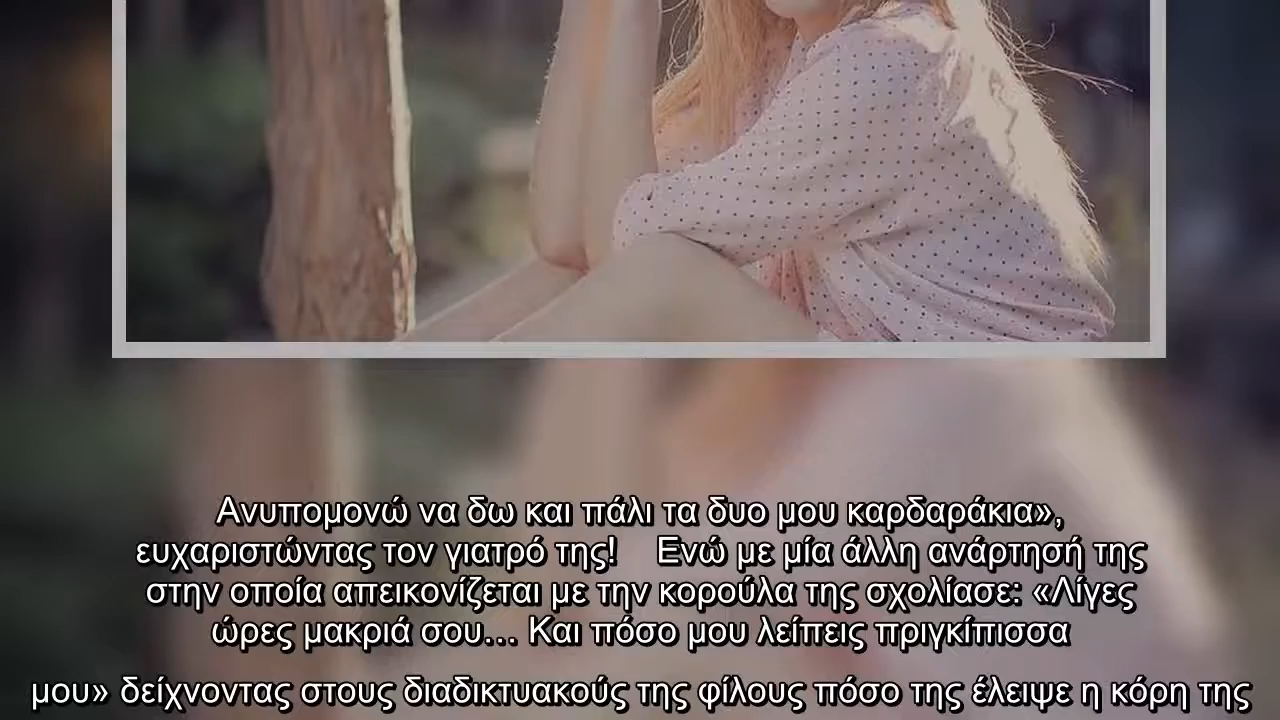 Ανυπομονώ να δω και πάλι τα δυο μου καρδαράκια»,
ευχαριστώντας τον γιατρό της! Ενώ με μία άλλη ανάρτησή της
στην οποία απεικονίζεται με την κορούλα της σχολίασε: «Λίγες
ώρες μακριά σου... Και πόσο μου λείπεις πριγκίπισσα
μου» δείχνοντας στους διαδικτυακούς της φίλους πόσο της έλειψε η κόρη της